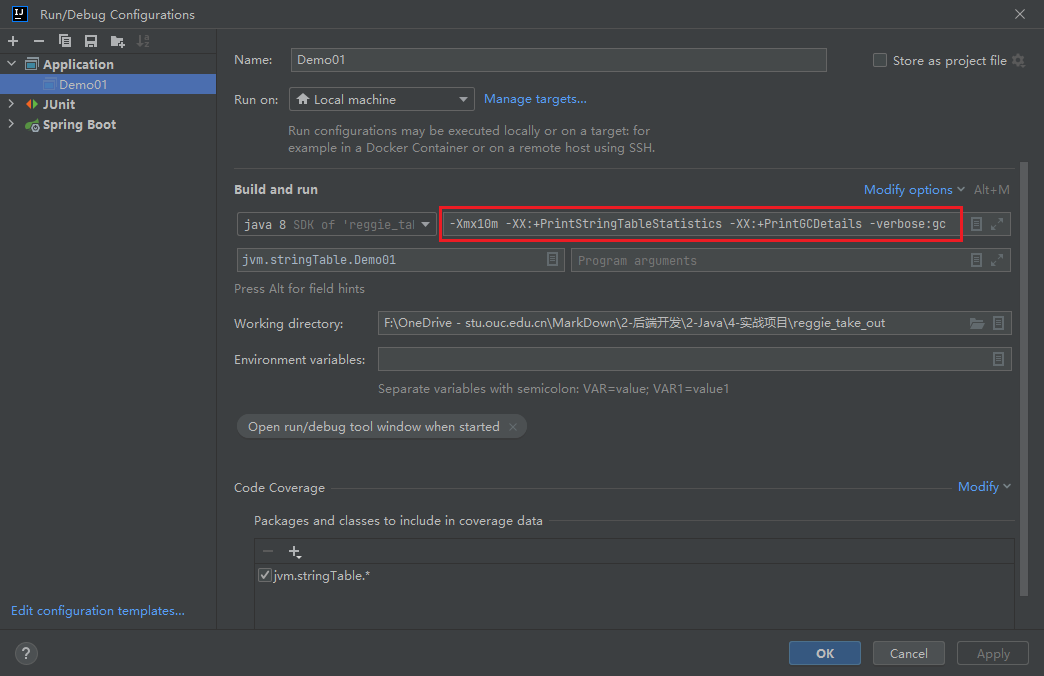 IJ Run/Debug Configurations
Application
Demo01
JUnit
Spring Boot
Edit configuration templates...
Name: Demo01 Store as project file
Run on: Local machine Manage targets...
Run configurations may be executed locally or on a target: for
example in a Docker Container or on a remote host using SSH.
Build and run Modify options Alt+M
java 8 SDK of 'reggie_tal -Xmx10m -XX:+PrintStringTableStatistics -XX:+PrintGCDetails -verbose:gc
jvm.stringTable.Demo01 Program arguments
Press Alt for field hints
Working directory: F:\OneDrive - stu.ouc.edu.cn\MarkDown\2-后端开发\2-Java\4-实战项目\reggie_take_out
Environment variables:
Separate variables with semicolon: VAR=value; VAR1=value1
Open run/debug tool window when started
Code Coverage Modify
Packages and classes to include in coverage data
jvm.stringTable.*
? OK Cancel Apply